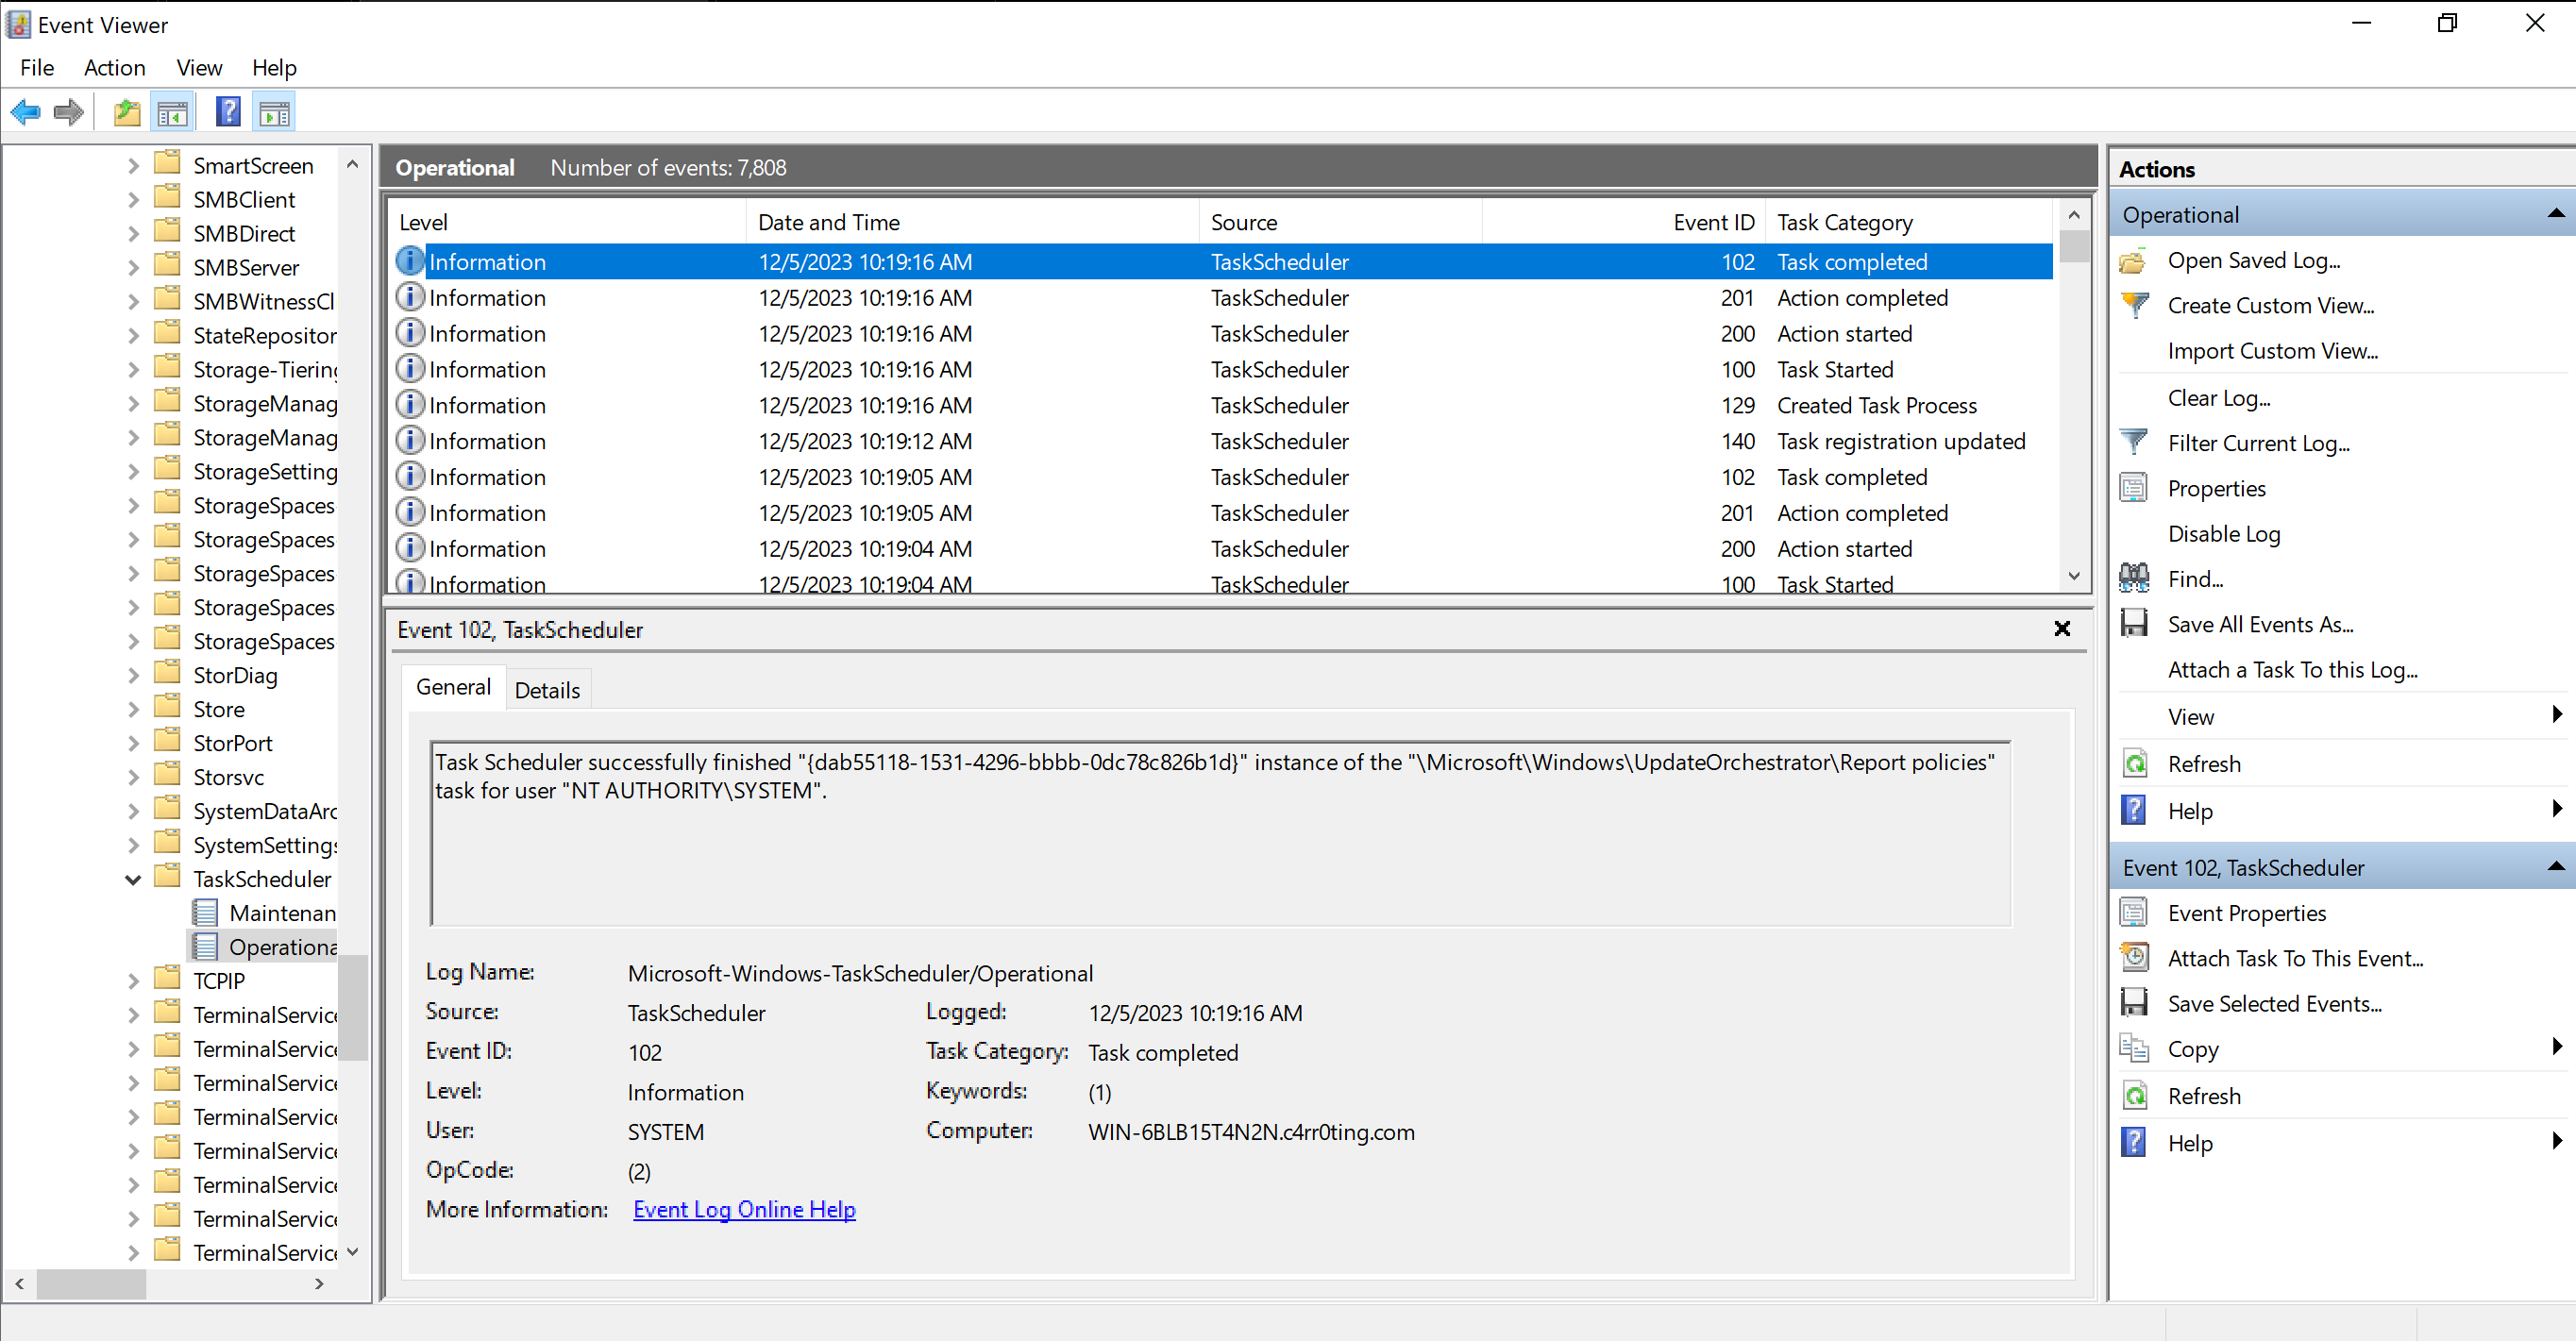 Event Viewer
File Action View Help
SmartScreen
SMBClient
SMBDirect
SMBServer
SMBWitnessCl
StateRepositor
Storage-Tiering
StorageManag
StorageManag
StorageSetting
StorageSpaces
StorageSpaces
StorageSpaces
StorageSpaces
StorageSpaces
StorDiag
Store
StorPort
Storsvc
SystemDataArc
SystemSettings
TaskScheduler
Maintenan
Operationa
TCPIP
TerminalService
TerminalService
TerminalService
TerminalService
TerminalService
TerminalService
TerminalService
TerminalService
Operational Number of events: 7,808
Level Date and Time Source Event ID Task Category
Information 12/5/2023 10:19:16 AM TaskScheduler 102 Task completed
Information 12/5/2023 10:19:16 AM TaskScheduler 201 Action completed
Information 12/5/2023 10:19:16 AM TaskScheduler 200 Action started
Information 12/5/2023 10:19:16 AM TaskScheduler 100 Task Started
Information 12/5/2023 10:19:16 AM TaskScheduler 129 Created Task Process
Information 12/5/2023 10:19:12 AM TaskScheduler 140 Task registration updated
Information 12/5/2023 10:19:05 AM TaskScheduler 102 Task completed
Information 12/5/2023 10:19:05 AM TaskScheduler 201 Action completed
Information 12/5/2023 10:19:04 AM TaskScheduler 200 Action started
Information 12/5/2023 10:19:04 AM TaskScheduler 100 Task Started
Event 102, TaskScheduler
General Details
Task Scheduler successfully finished "{dab55118-1531-4296-bbbb-0dc78c826b1d}" instance of the "\Microsoft\Windows\UpdateOrchestrator\Report policies"
task for user "NT AUTHORITY\SYSTEM".
Log Name: Microsoft-Windows-TaskScheduler/Operational
Source: TaskScheduler Logged: 12/5/2023 10:19:16 AM
Event ID: 102 Task Category: Task completed
Level: Information Keywords: (1)
User: SYSTEM Computer: WIN-6BLB15T4N2N.c4rr0ting.com
OpCode: (2)
More Information: Event Log Online Help
Actions
Operational
Open Saved Log...
Create Custom View...
Import Custom View...
Clear Log...
Filter Current Log...
Properties
Disable Log
Find...
Save All Events As...
Attach a Task To this Log...
View
Refresh
Help
Event 102, TaskScheduler
Event Properties
Attach Task To This Event...
Save Selected Events...
Copy
Refresh
Help